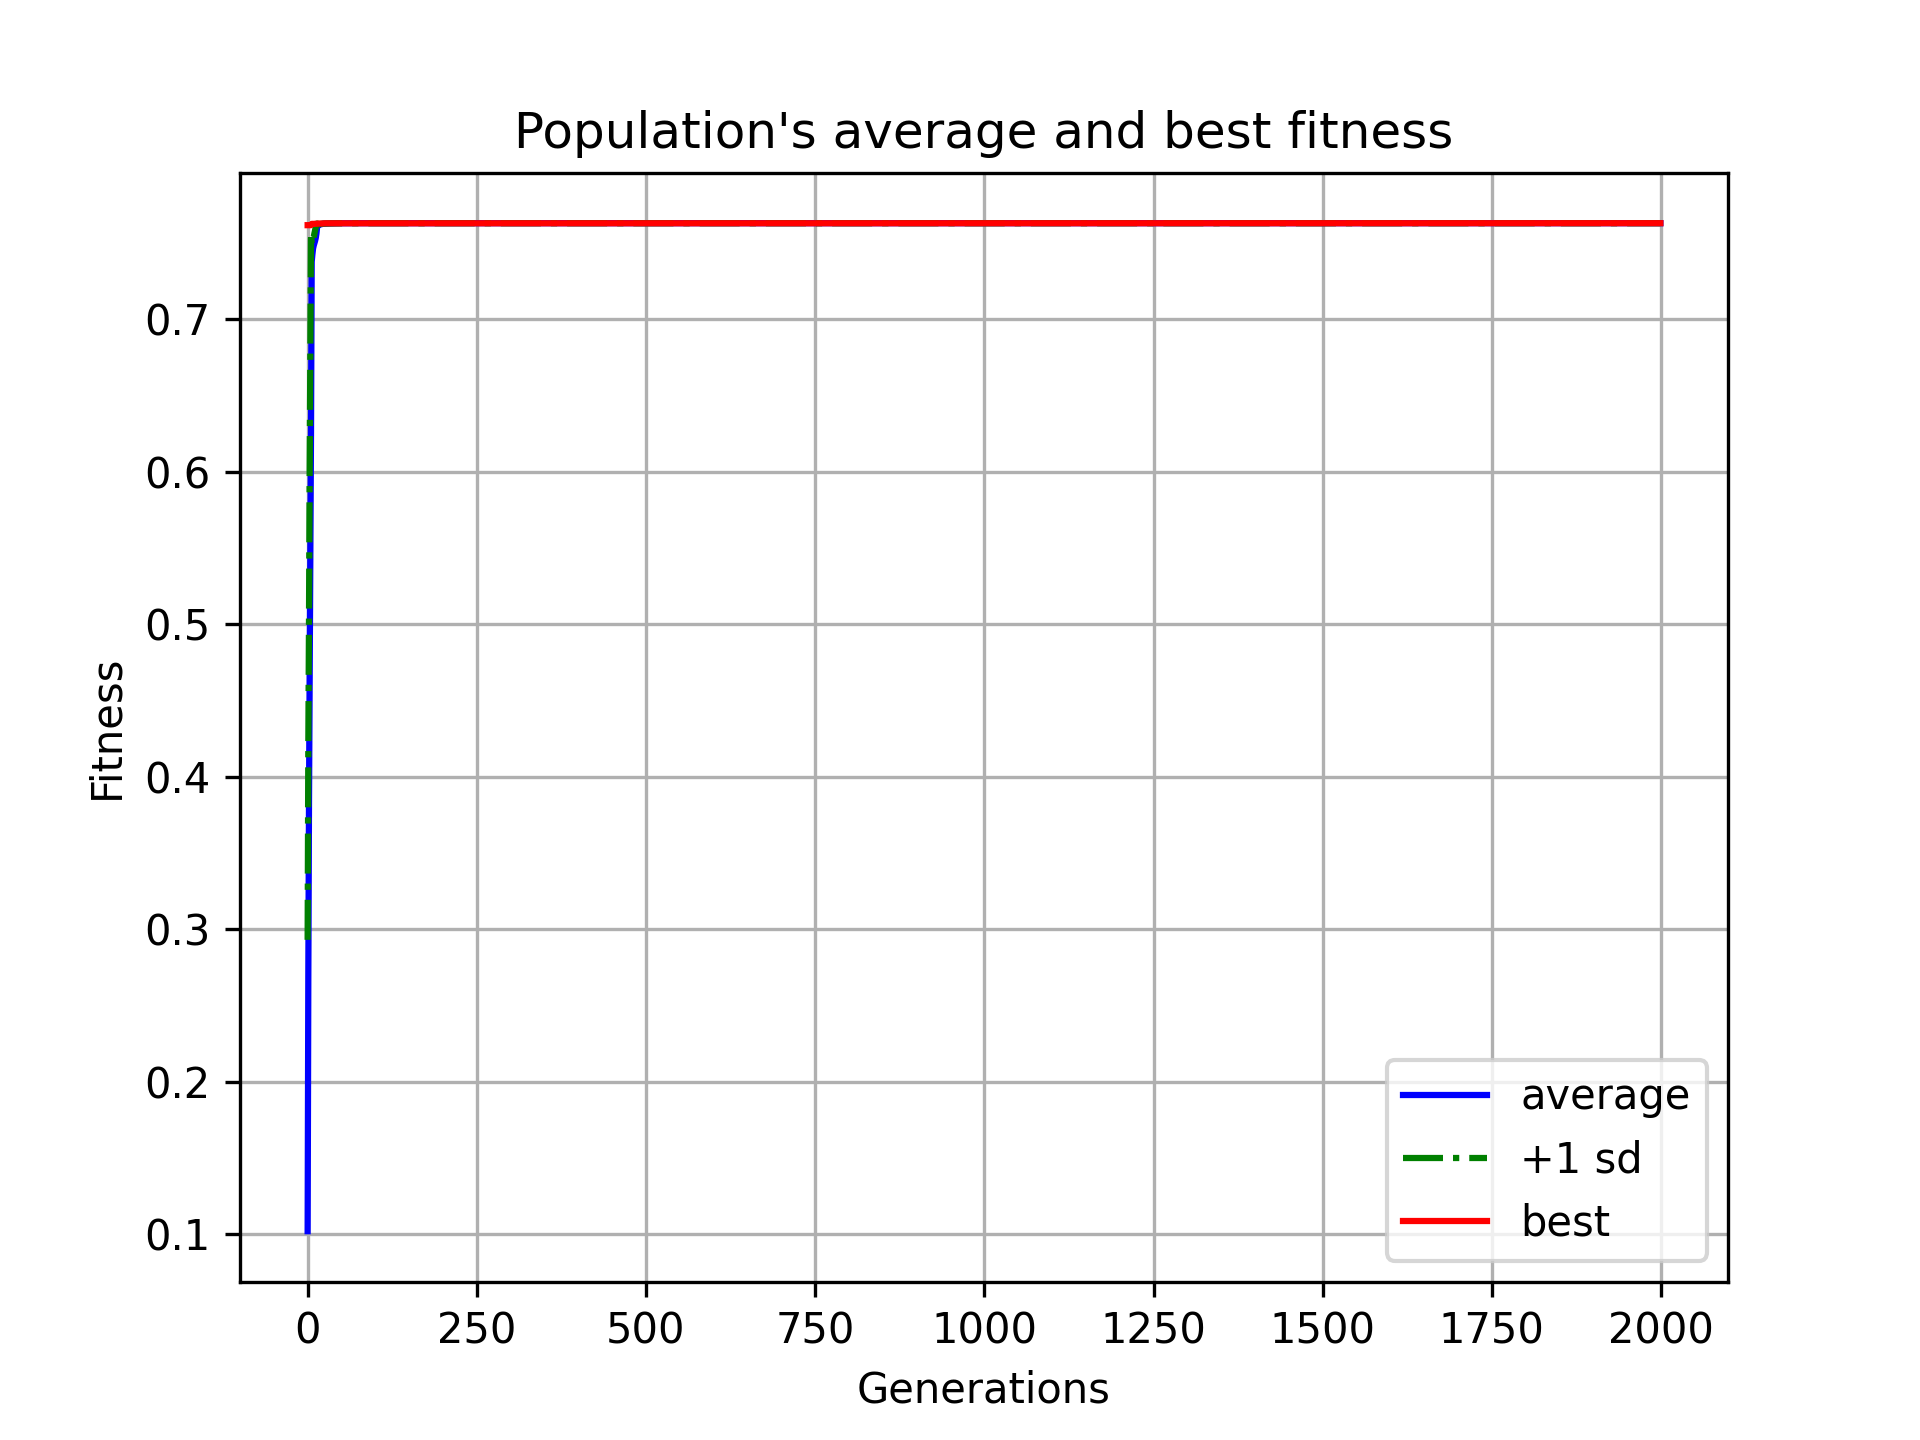 Population's average and best fitness
Fitness
0.7
0.6
0.5
0.4
0.3
0.2
0.1
average
+1 sd
best
0 250 500 750 1000 1250 1500 1750 2000
Generations